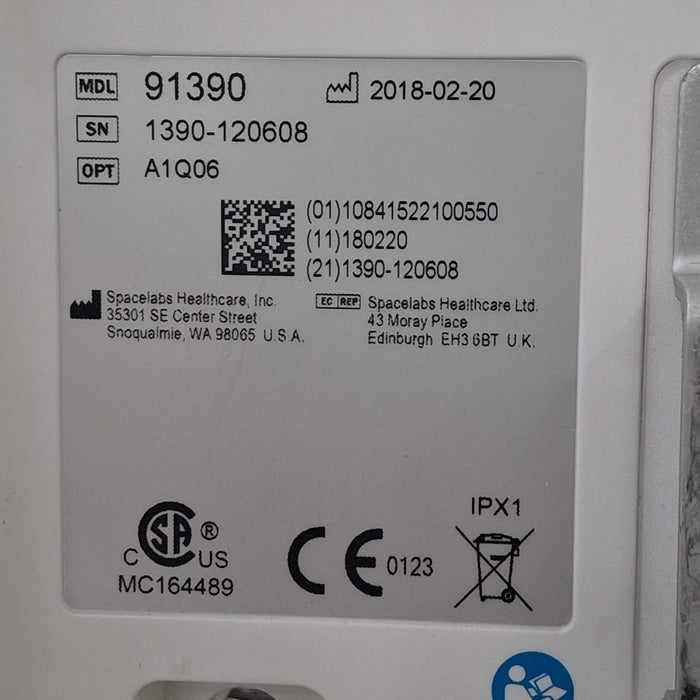 MDL 91390 2018-02-20
SN 1390-120608
OPT A1Q06
(01)10841522100550
(11)180220
(21)1390-120608
Spacelabs Healthcare, Inc.
35301 SE Center Street
Snoqualmie, WA 98065 U.S.A.
EC REP Spacelabs Healthcare Ltd.
43 Moray Place
Edinburgh EH3 6BT U.K.
CSA ®
C US
MC164489
CE 0123
IPX1